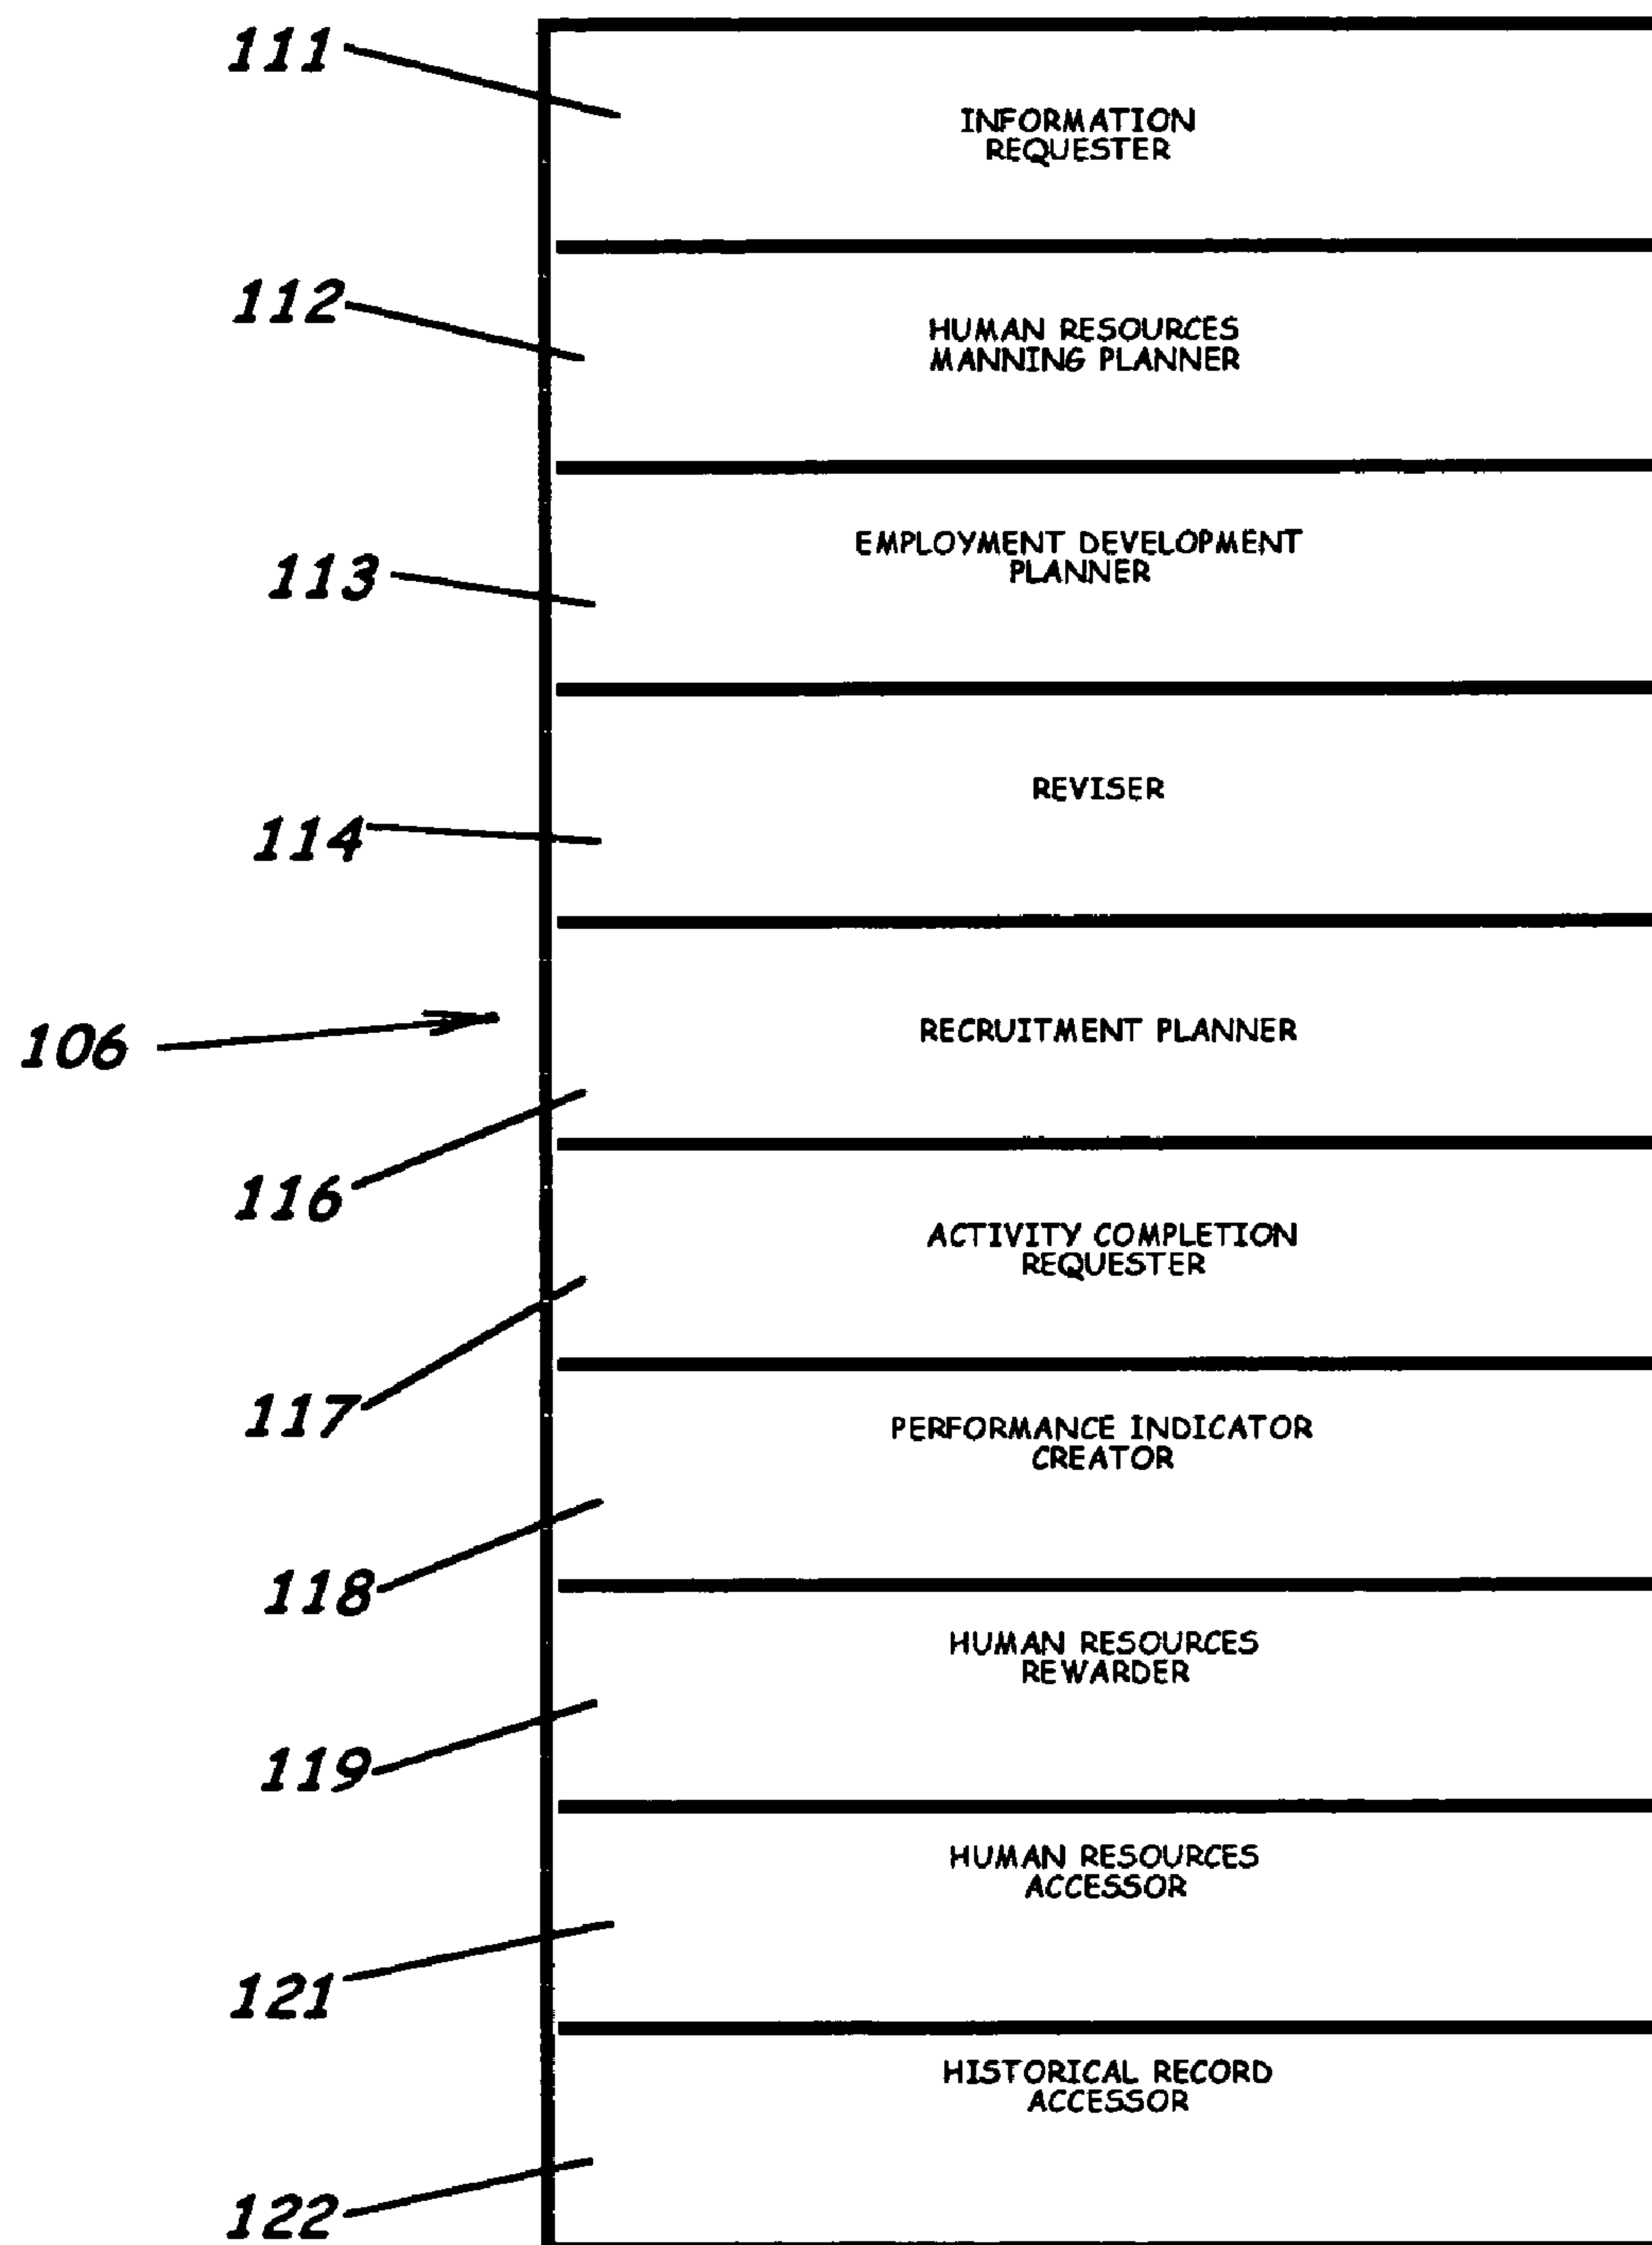 111
INFORMATION
REQUESTER
112
HUMAN RESOURCES
MANNING PLANNER
113
EMPLOYMENT DEVELOPMENT
PLANNER
114
REVISER
106
RECRUITMENT PLANNER
116
ACTIVITY COMPLETION
REQUESTER
117
PERFORMANCE INDICATOR
CREATOR
118
HUMAN RESOURCES
REWARDER
119
HUMAN RESOURCES
ACCESSOR
121
HISTORICAL RECORD
ACCESSOR
122